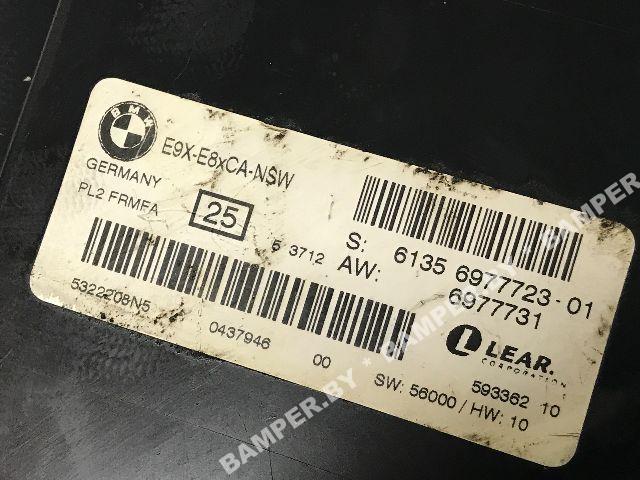 BMW
E9X-E8xCA-NSW
GERMANY
PL2 FRMFA
25
5 3712
S: 6135 6977723-01
AW: 6977731
5322208N5
0437946
00
LEAR.
CORPORATION
593362 10
SW: 56000 / HW: 10
BAMPER.BY * BAMPER.BY * BAMPER.BY